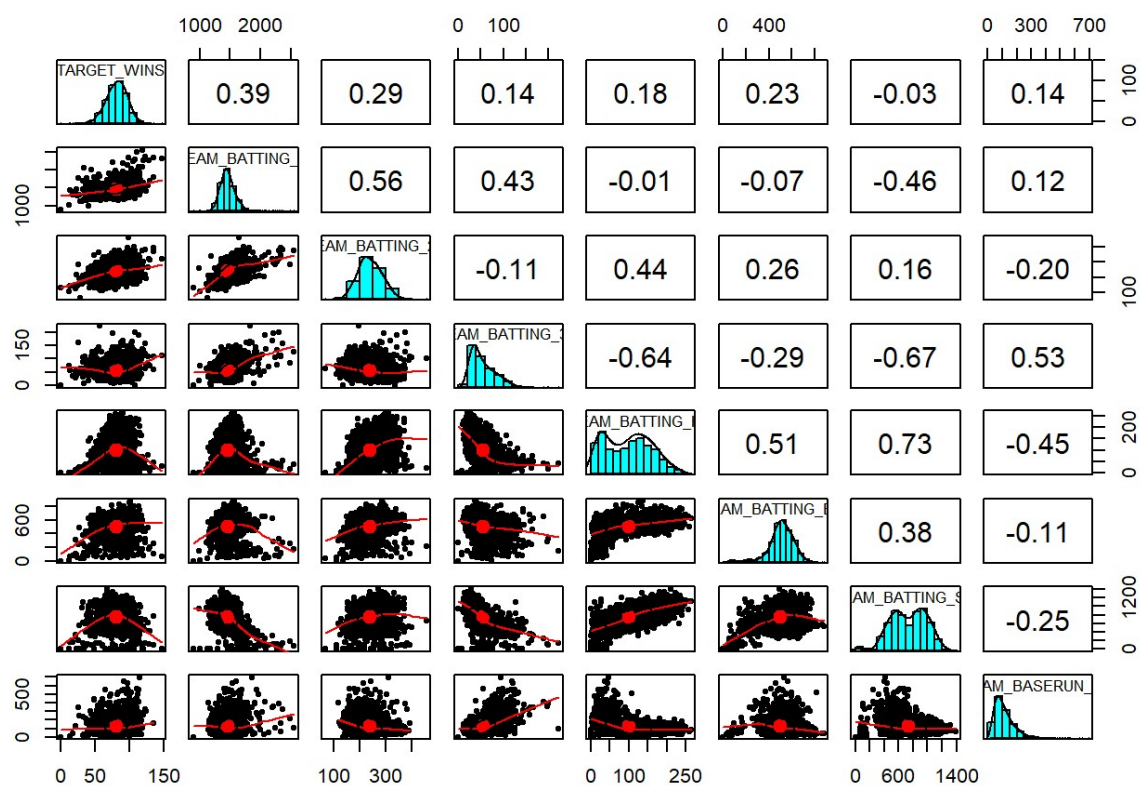 1000 2000 0 100 400 0 300 700
TARGET_WINS 0.39 0.29 0.14 0.18 0.23 -0.03 0.14 0 100
1000 EAM_BATTING_ 0.56 0.43 -0.01 -0.07 -0.46 0.12
EAM_BATTING_2 0.44 0.26 0.16 -0.20 -0.11 100
0 150 EAM_BATTING_3 -0.64 -0.29 -0.67 0.53
EAM_BATTING_H 0.51 0.73 -0.45 0 100 200
0 600 AM_BATTING_B 0.38 -0.11
AM_BATTING_S -0.25 0 1200
0 500 AM_BASERUN_
0 50 150 100 300 0 100 250 0 600 1400